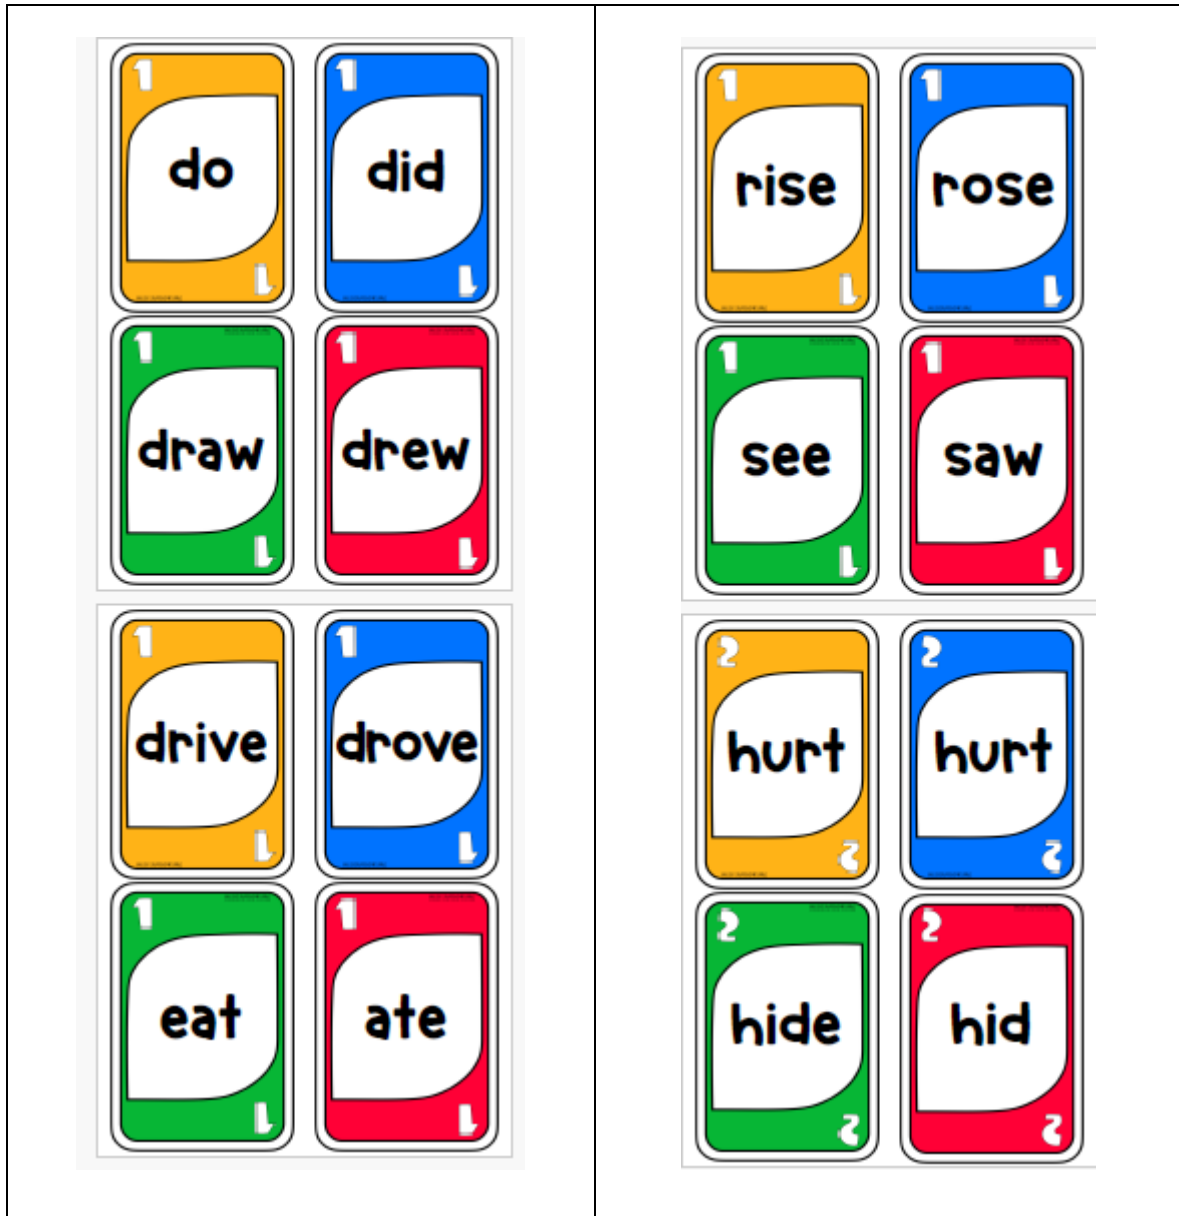 1 1
do did
1 1
1 1
draw drew
1 1
1 1
drive drove
1 1
1 1
eat ate
1 1
1 1
rise rose
1 1
1 1
see saw
1 1
2 2
hurt hurt
2 2
2 2
hide hid
2 2